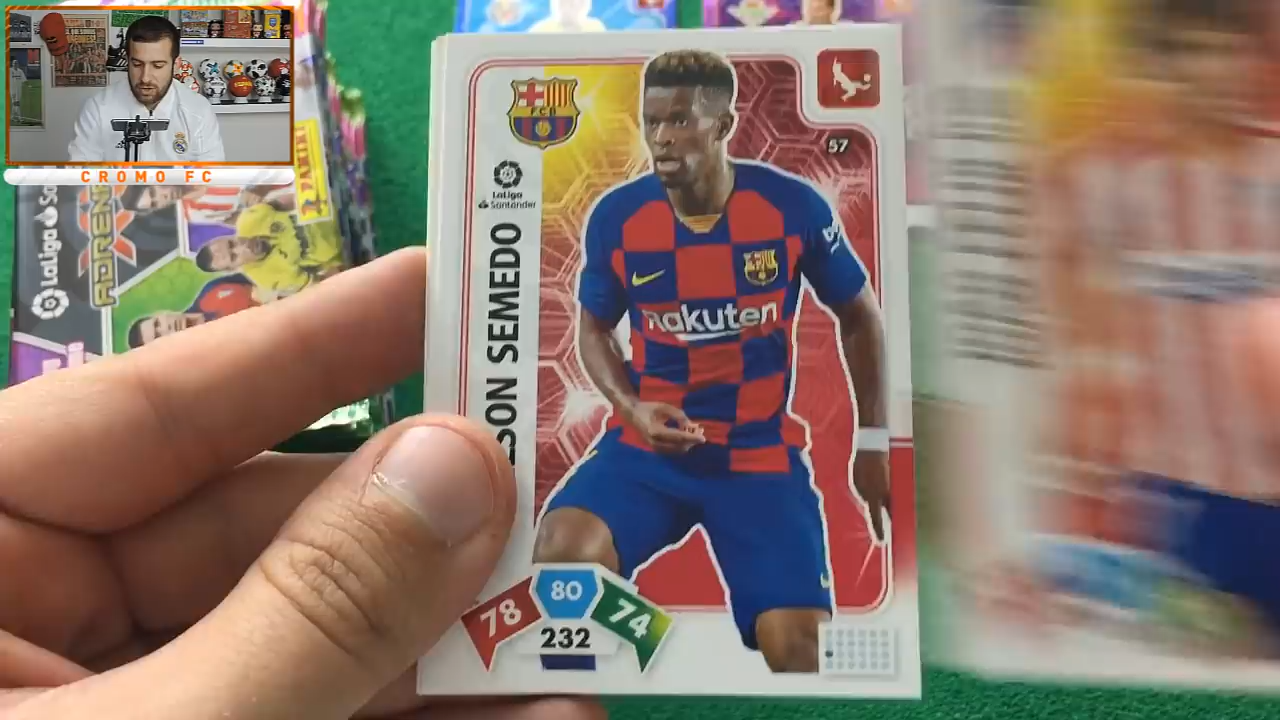 CROMO FC
LaLiga
ADREN
X
PANINI
FCB
57
LaLiga
Santander
SON SEMEDO
Rakuten
78
80
74
232